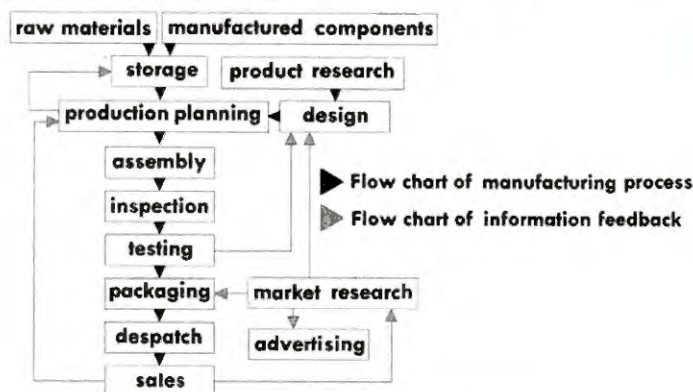 raw materials manufactured components
storage product research
production planning design
assembly
Flow chart of manufacturing process
inspection
Flow chart of information feedback
testing
packaging market research
despatch advertising
sales